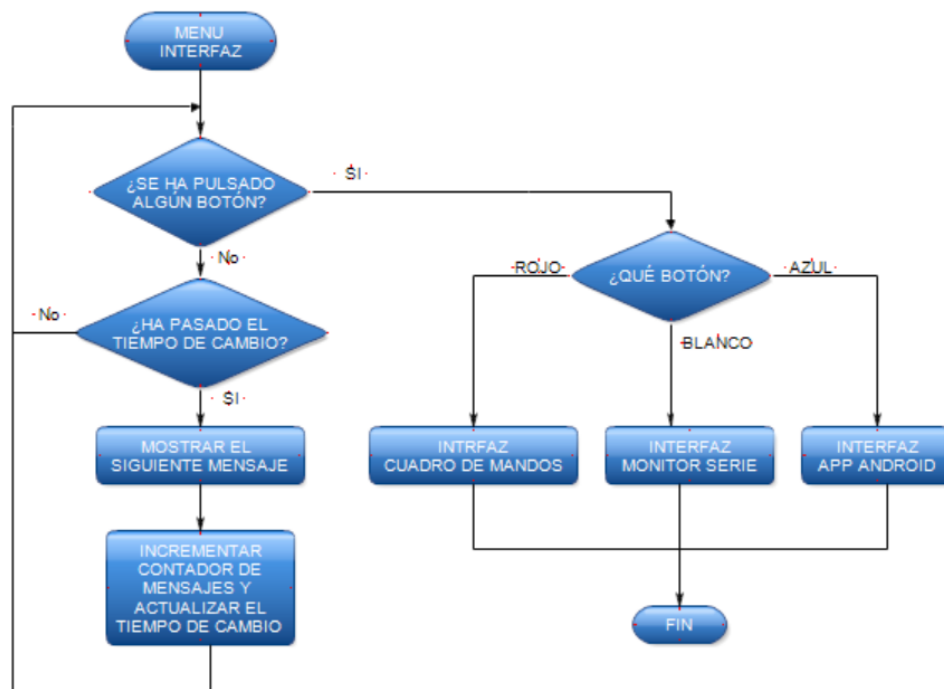 MENU
INTERFAZ
¿SE HA PULSADO
ALGÚN BOTÓN?
SI
No
¿QUÉ BOTÓN?
ROJO
AZUL
BLANCO
¿HA PASADO EL
TIEMPO DE CAMBIO?
No
SI
MOSTRAR EL
SIGUIENTE MENSAJE
INTRFAZ
CUADRO DE MANDOS
INTERFAZ
MONITOR SERIE
INTERFAZ
APP ANDROID
INCREMENTAR
CONTADOR DE
MENSAJES Y
ACTUALIZAR EL
TIEMPO DE CAMBIO
FIN